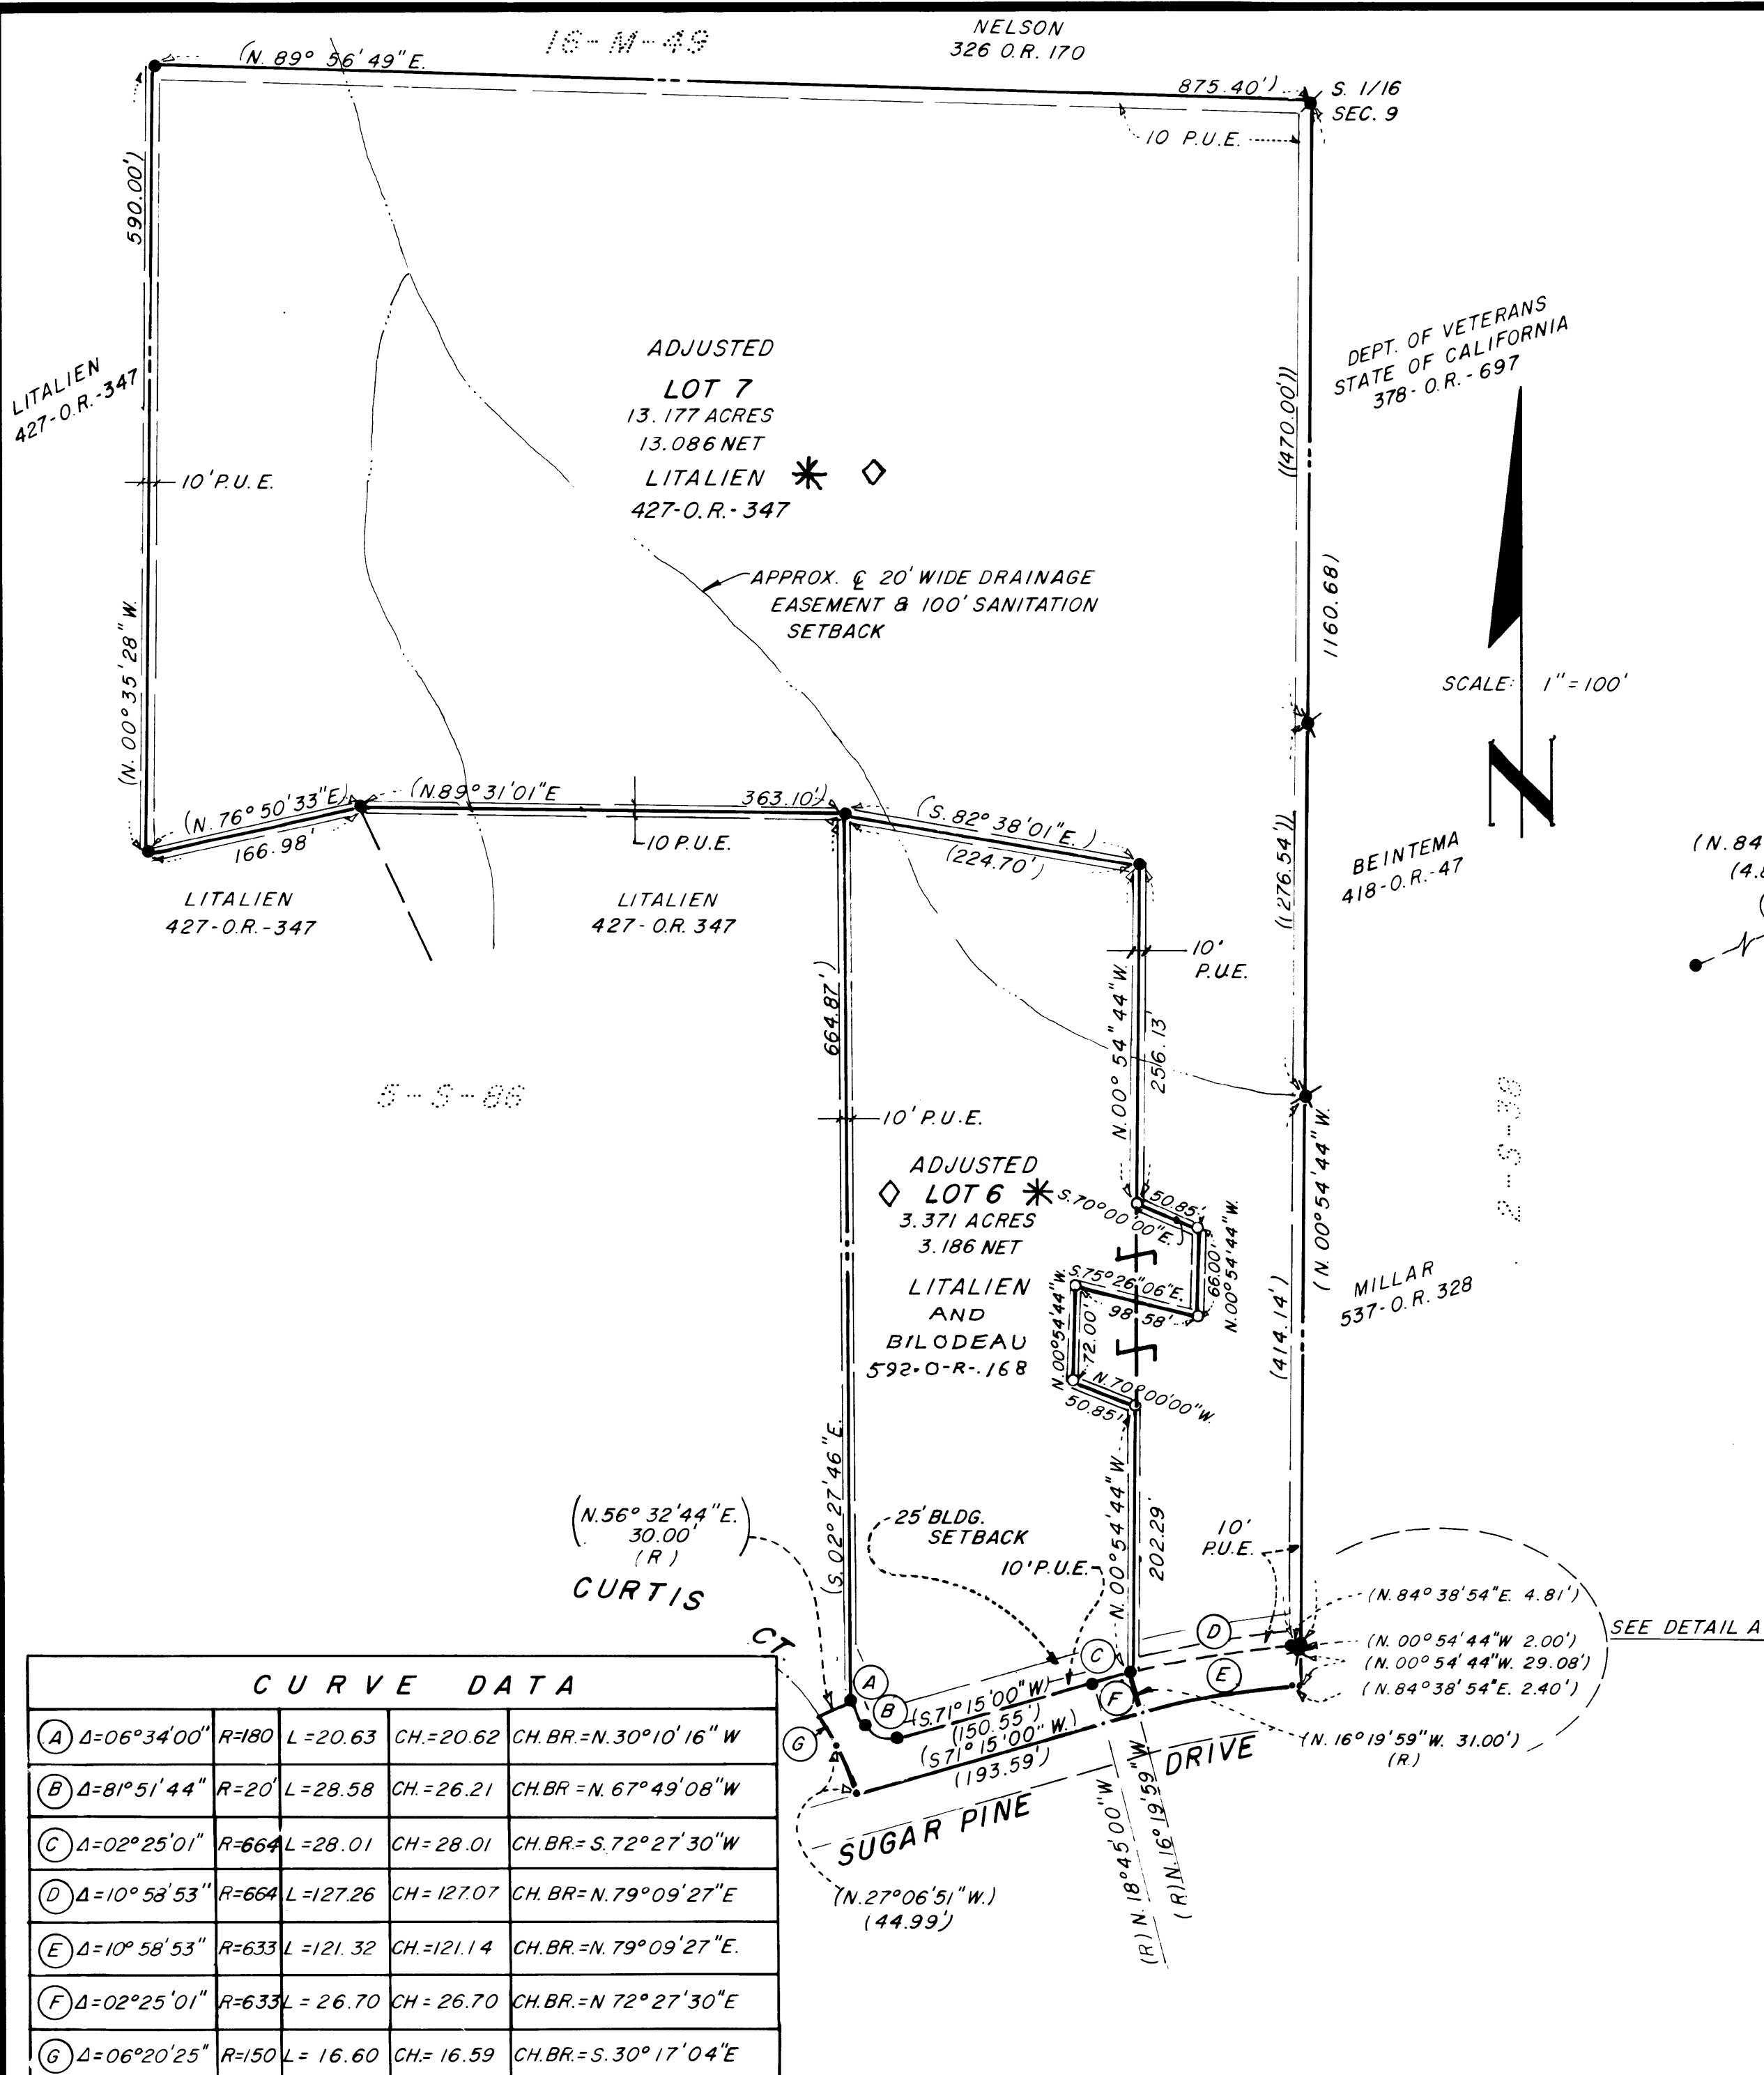 16-M-49
NELSON
326 O.R. 170
(N. 89° 56' 49" E.
875.40')
S. 1/16
SEC. 9
10 P.U.E.
590.00')
(N. 00° 35' 28" W.
LITALIEN
427-O.R.-347
10' P.U.E.
ADJUSTED
LOT 7
13.177 ACRES
13.086 NET
LITALIEN
427-O.R.-347
APPROX. ℄ 20' WIDE DRAINAGE
EASEMENT & 100' SANITATION
SETBACK
DEPT. OF VETERANS
STATE OF CALIFORNIA
378-O.R.-697
((470.00'))
1160.68)
SCALE: 1" = 100'
N
((276.54'))
BEINTEMA
418-O.R.-47
(N. 84
(4.8
(
N
(N. 76° 50' 33" E)
166.98'
(N. 89° 31' 01" E
363.10')
10 P.U.E.
(S. 82° 38' 01" E.)
(224.70')
LITALIEN
427-O.R.-347
LITALIEN
427-O.R. 347
10'
P.U.E.
664.87')
(S. 02° 27' 46" E.
N. 00° 54" 44" W.
256.13'
5-S-86
10' P.U.E.
2-S-38
ADJUSTED
LOT 6
3.371 ACRES
3.186 NET
LITALIEN
AND
BILODEAU
592-O-R-.168
S. 70° 00' 00" E.
50.85'
66.00'
N. 00° 54' 44" W.
S. 75° 26" 06" E.
98.58'
N. 00° 54' 44" W.
72.00'
N. 70° 00' 00" W.
50.85'
(N. 00° 54' 44" W.
(414.14')
MILLAR
537-O.R. 328
N. 00° 54' 44" W
202.29'
(N. 56° 32' 44" E.
30.00'
(R)
25' BLDG.
SETBACK
10' P.U.E.
10'
P.U.E.
CURTIS
CT.
(N. 84° 38' 54" E. 4.81')
(N. 00° 54' 44" W 2.00')
(N. 00° 54' 44" W. 29.08')
(N. 84° 38' 54" E. 2.40')
SEE DETAIL A
(N. 16° 19' 59" W. 31.00')
(R.)
A
B
C
D
E
F
G
(S. 71° 15' 00" W)
(150.55')
(S 71° 15' 00" W.)
(193.59')
SUGAR PINE DRIVE
(N. 27° 06' 51" W.)
(44.99')
(R) N. 18° 45' 00" W
(R) N. 16° 19' 59" W
CURVE DATA
A Δ=06° 34' 00" R=180 L=20.63 CH.=20.62 CH. BR.=N. 30° 10' 16" W
B Δ=81° 51' 44" R=20' L=28.58 CH.=26.21 CH. BR=N. 67° 49' 08" W
C Δ=02° 25' 01" R=664 L=28.01 CH=28.01 CH. BR.=S. 72° 27' 30" W
D Δ=10° 58' 53" R=664 L=127.26 CH=127.07 CH. BR=N. 79° 09' 27" E
E Δ=10° 58' 53" R=633 L=121.32 CH.=121.14 CH. BR.=N. 79° 09' 27" E.
F Δ=02° 25' 01" R=633 L=26.70 CH=26.70 CH. BR.=N 72° 27' 30" E
G Δ=06° 20' 25" R=150 L=16.60 CH.=16.59 CH. BR.=S. 30° 17' 04" E